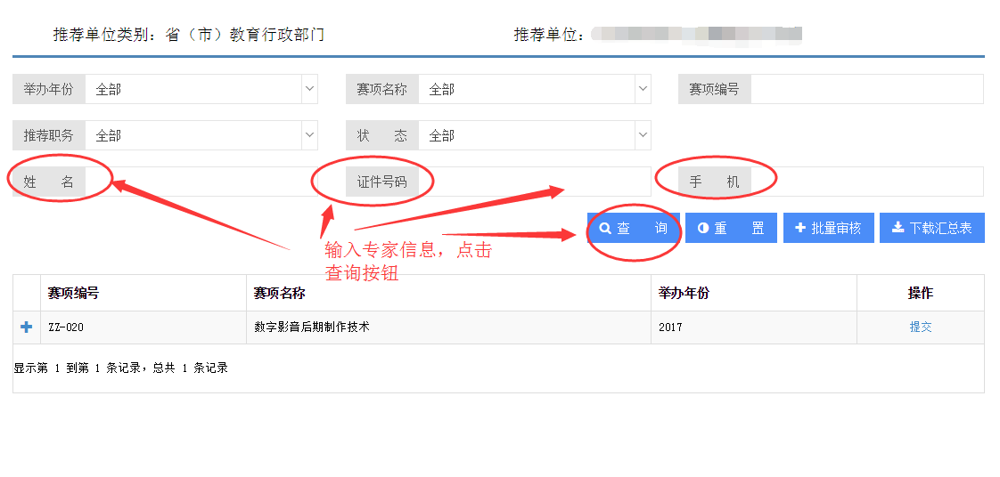 推荐单位类别：省（市）教育行政部门 推荐单位：
举办年份 全部 赛项名称 全部 赛项编号
推荐职务 全部 状 态 全部
姓 名 证件号码 手 机
查 询 重 置 批量审核 下载汇总表
输入专家信息，点击
查询按钮
赛项编号 赛项名称 举办年份 操作
ZZ-020 数字影音后期制作技术 2017 提交
显示第 1 到第 1 条记录，总共 1 条记录